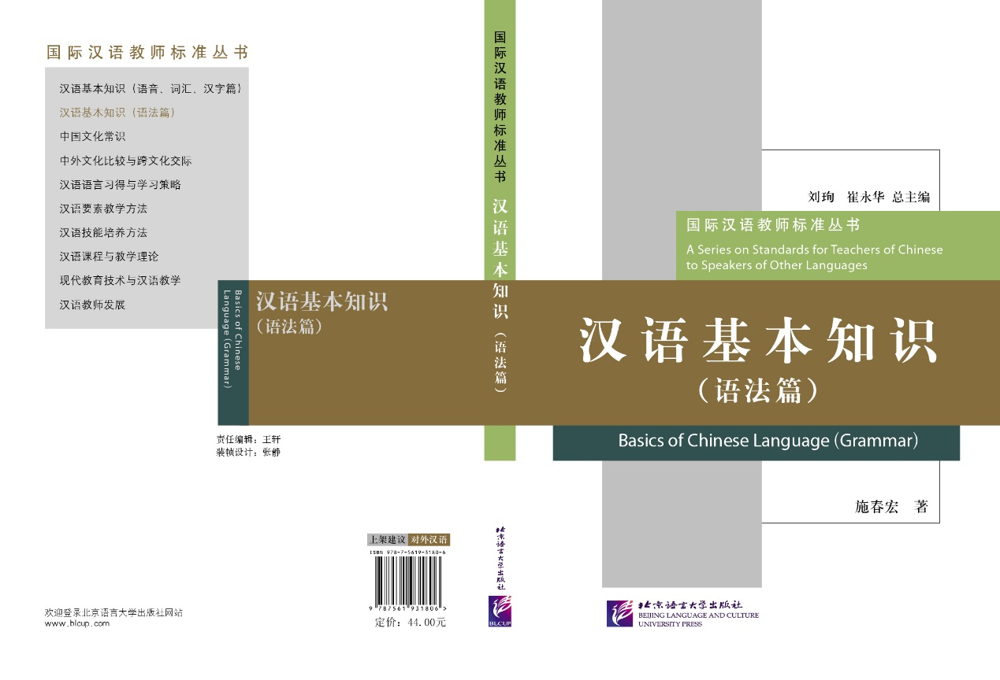 国际汉语教师标准丛书
汉语基本知识（语音、词汇、汉字篇）
汉语基本知识（语法篇）
中国文化常识
中外文化比较与跨文化交际
汉语语言习得与学习策略
汉语要素教学方法
汉语技能培养方法
汉语课程与教学理论
现代教育技术与汉语教学
汉语教师发展
Basics of Chinese
Language (Grammar)
汉语基本知识
（语法篇）
责任编辑：王轩
装帧设计：张静
上架建议 对外汉语
ISBN 978-7-5619-3180-6
9 787561 931806 >
定价：44.00元
欢迎登录北京语言大学出版社网站
www.blcup.com
国际汉语教师标准丛书
汉语基本知识（语法篇）
北京语言大学出版社
BLCUP
刘珣 崔永华 总主编
国际汉语教师标准丛书
A Series on Standards for Teachers of Chinese
to Speakers of Other Languages
汉语基本知识
（语法篇）
Basics of Chinese Language (Grammar)
施春宏 著
北京语言大学出版社
BEIJING LANGUAGE AND CULTURE
UNIVERSITY PRESS